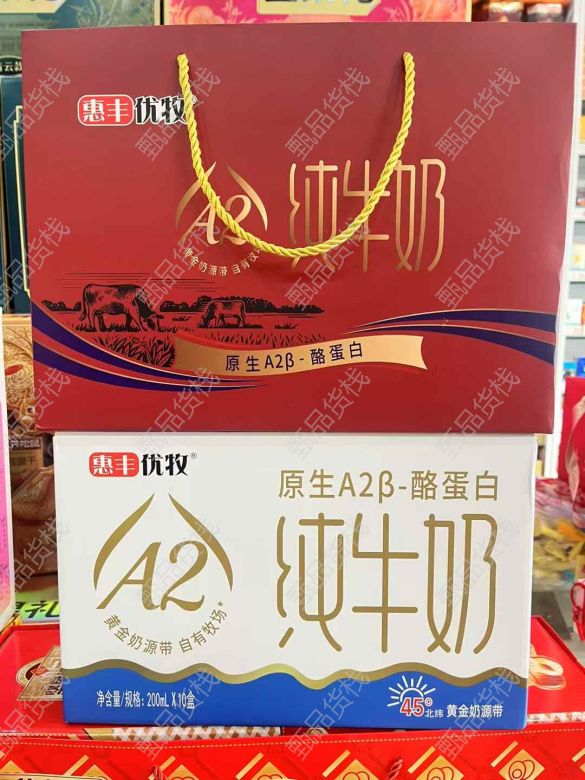 惠丰优牧®
A2
纯牛奶
黄金奶源带 自有牧场
原生A2β-酪蛋白
惠丰优牧®
原生A2β-酪蛋白
A2
纯牛奶
黄金奶源带 自有牧场*
净含量/规格: 200mL X 10盒
45°
北纬 黄金奶源带
甄品货栈